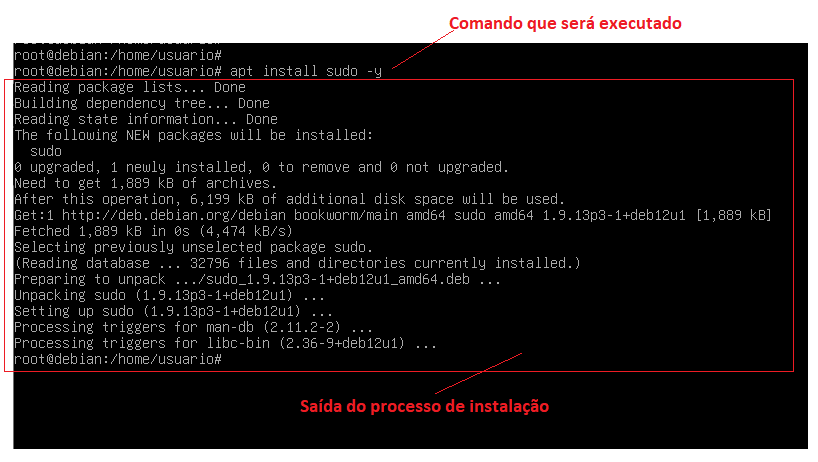 Comando que será executado
root@debian:/home/usuario#
root@debian:/home/usuario# apt install sudo -y
Reading package lists... Done
Building dependency tree... Done
Reading state information... Done
The following NEW packages will be installed:
  sudo
0 upgraded, 1 newly installed, 0 to remove and 0 not upgraded.
Need to get 1,889 kB of archives.
After this operation, 6,199 kB of additional disk space will be used.
Get:1 http://deb.debian.org/debian bookworm/main amd64 sudo amd64 1.9.13p3-1+deb12u1 [1,889 kB]
Fetched 1,889 kB in 0s (4,474 kB/s)
Selecting previously unselected package sudo.
(Reading database ... 32796 files and directories currently installed.)
Preparing to unpack .../sudo_1.9.13p3-1+deb12u1_amd64.deb ...
Unpacking sudo (1.9.13p3-1+deb12u1) ...
Setting up sudo (1.9.13p3-1+deb12u1) ...
Processing triggers for man-db (2.11.2-2) ...
Processing triggers for libc-bin (2.36-9+deb12u1) ...
root@debian:/home/usuario#
Saída do processo de instalação